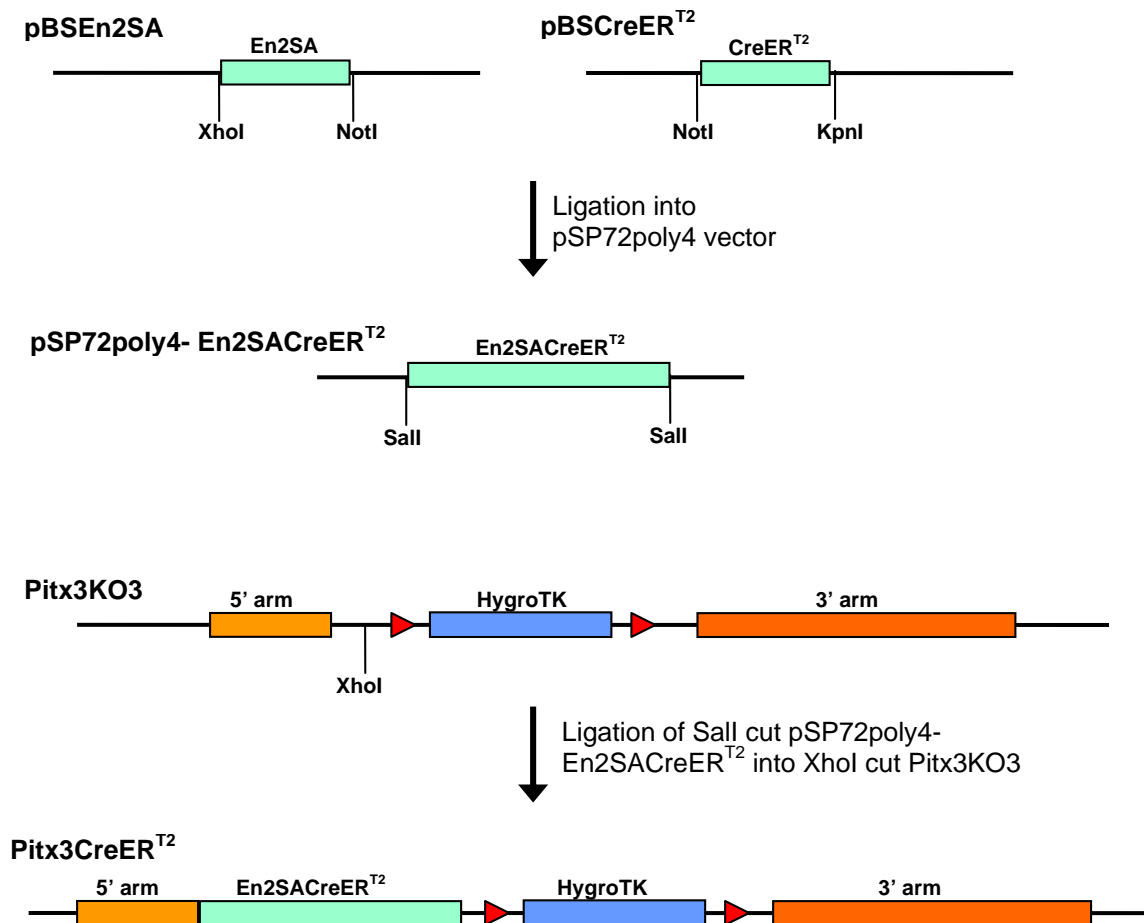 pBSEn2SA
pBSCreER^T2
En2SA
CreER^T2
XhoI
NotI
NotI
KpnI
Ligation into
pSP72poly4 vector
pSP72poly4- En2SACreER^T2
En2SACreER^T2
SalI
SalI
Pitx3KO3
5' arm
HygroTK
3' arm
XhoI
Ligation of SalI cut pSP72poly4-
En2SACreER^T2 into XhoI cut Pitx3KO3
Pitx3CreER^T2
5' arm
En2SACreER^T2
HygroTK
3' arm